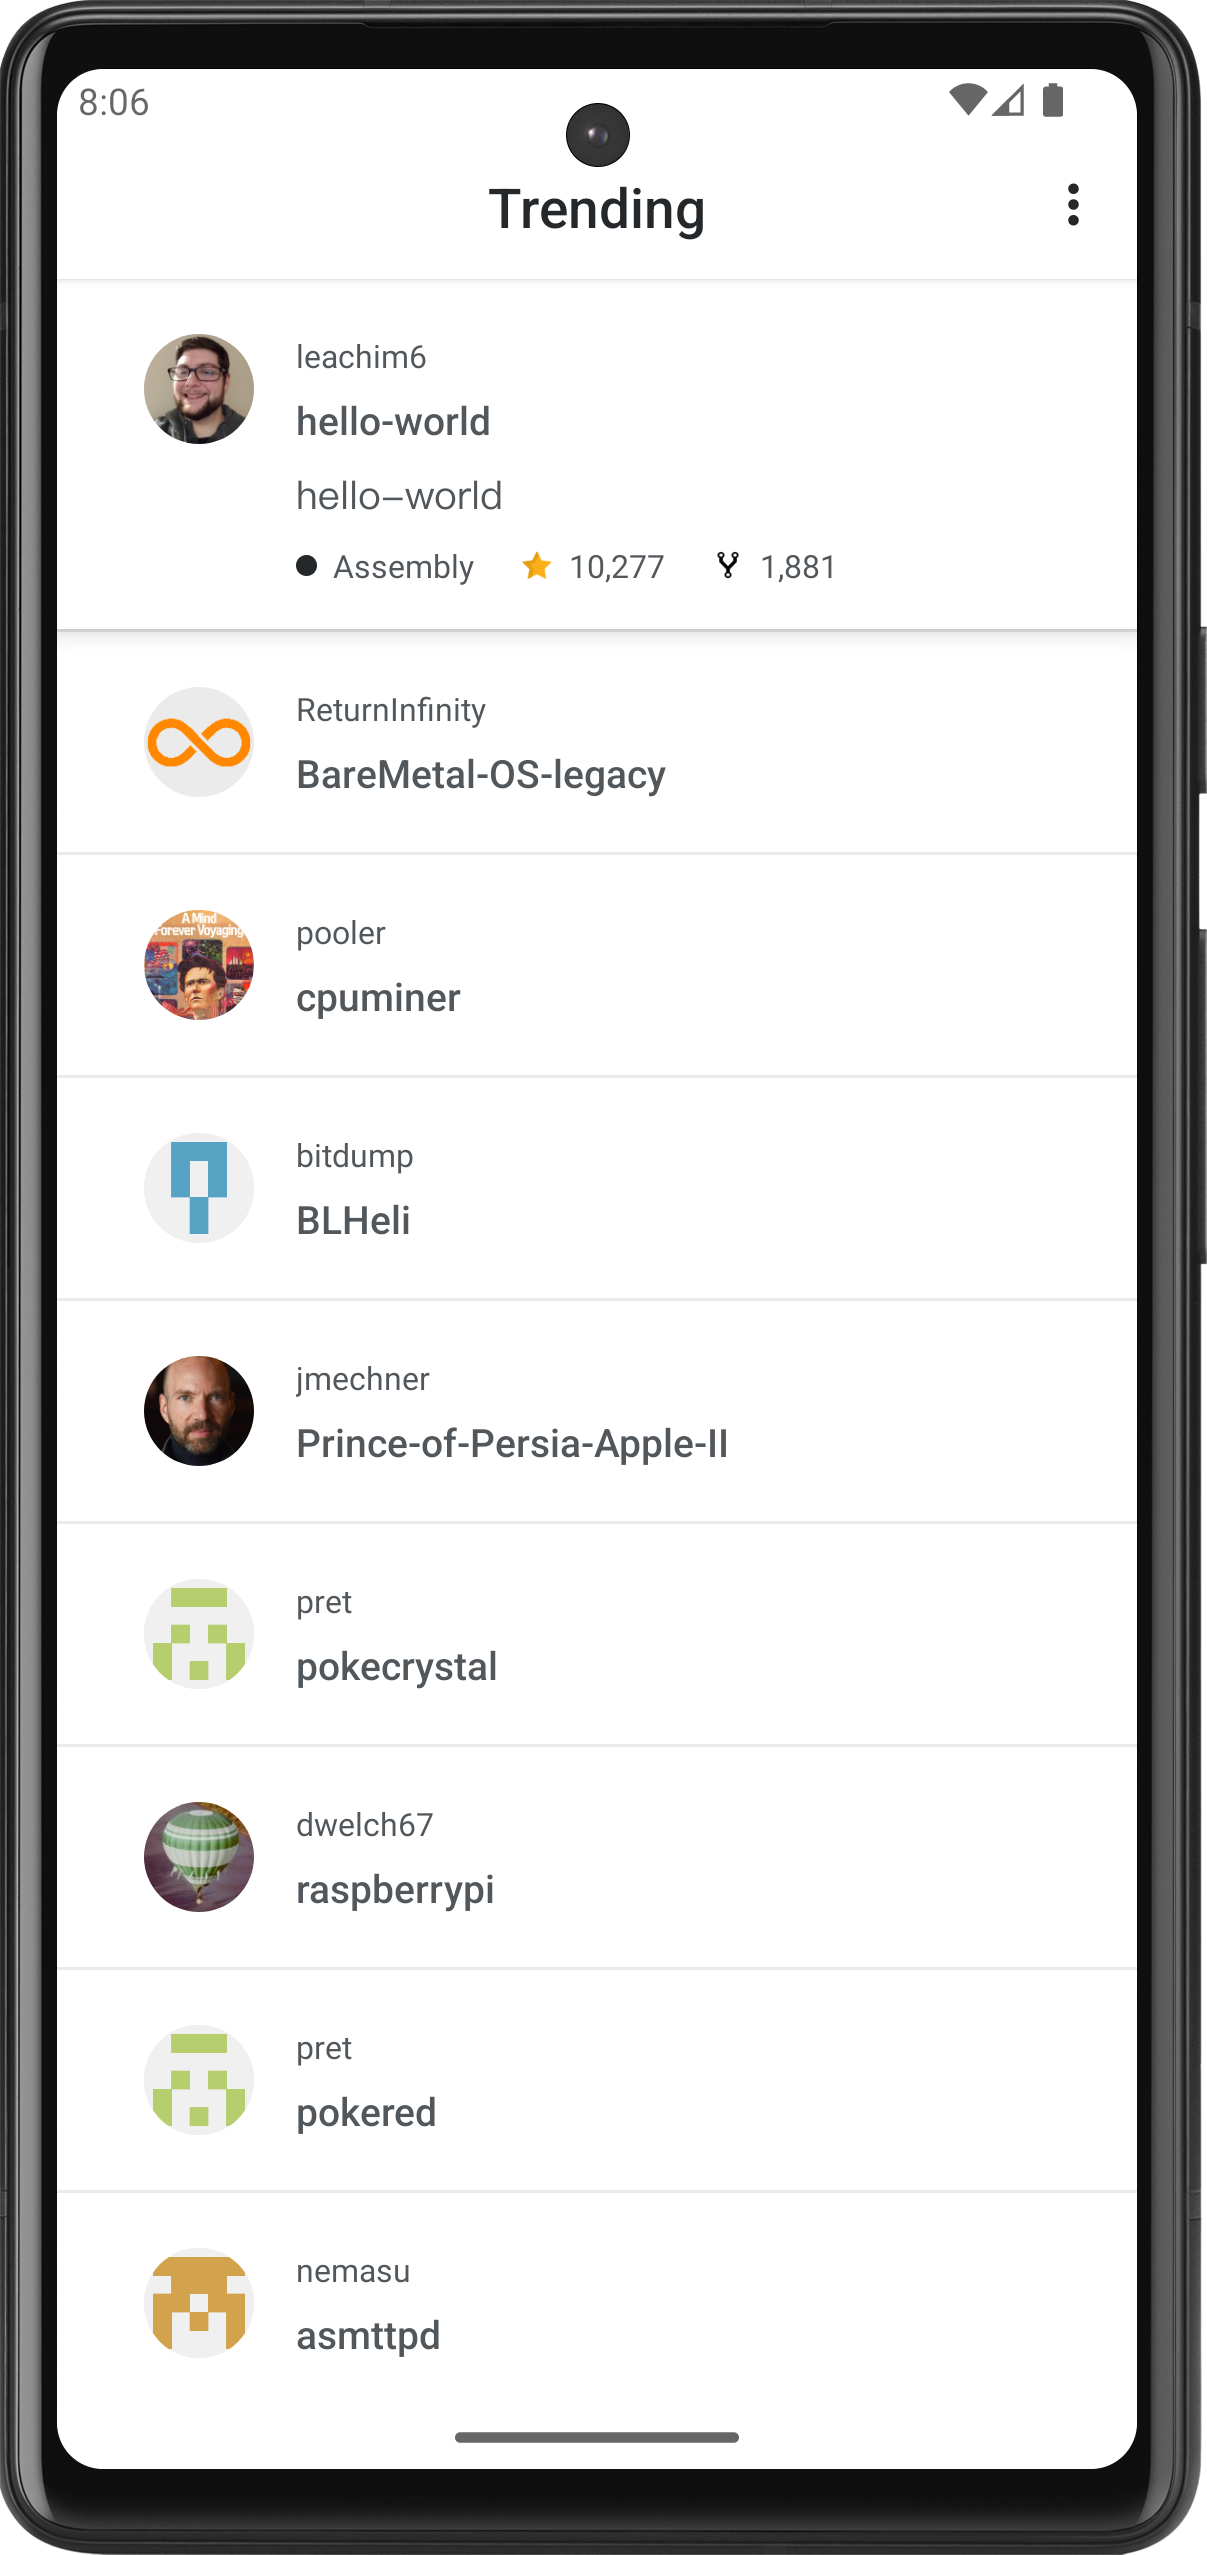 8:06
Trending
leachim6
hello-world
hello–world
Assembly 10,277 1,881
ReturnInfinity
BareMetal-OS-legacy
A Mind
Forever Voyaging
pooler
cpuminer
bitdump
BLHeli
jmechner
Prince-of-Persia-Apple-II
pret
pokecrystal
dwelch67
raspberrypi
pret
pokered
nemasu
asmttpd